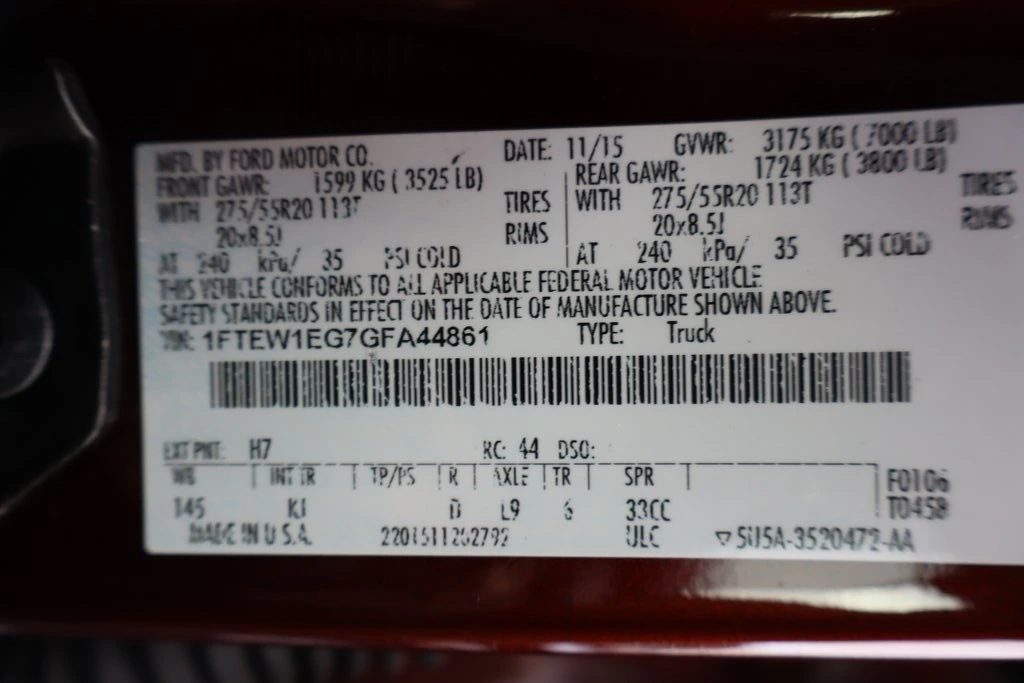 MFD. BY FORD MOTOR CO. DATE: 11/15 GVWR: 3175 KG ( 7000 LB)
FRONT GAWR: 1599 KG ( 3525 LB) REAR GAWR: 1724 KG ( 3800 LB)
WITH 275/55R20 113T TIRES WITH 275/55R20 113T TIRES
20x8.5J RIMS 20x8.5J RIMS
AT 240 kPa/ 35 PSI COLD AT 240 kPa/ 35 PSI COLD
THIS VEHICLE CONFORMS TO ALL APPLICABLE FEDERAL MOTOR VEHICLE
SAFETY STANDARDS IN EFFECT ON THE DATE OF MANUFACTURE SHOWN ABOVE.
VIN: 1FTEW1EG7GFA44861 TYPE: Truck
EXT PNT: H7 RC: 44 DSO:
WB INT TR TP/PS R AXLE TR SPR F0106
145 D L9 6 33CC T0458
MADE IN U.S.A. ULC ▽5U5A-3520472-AA